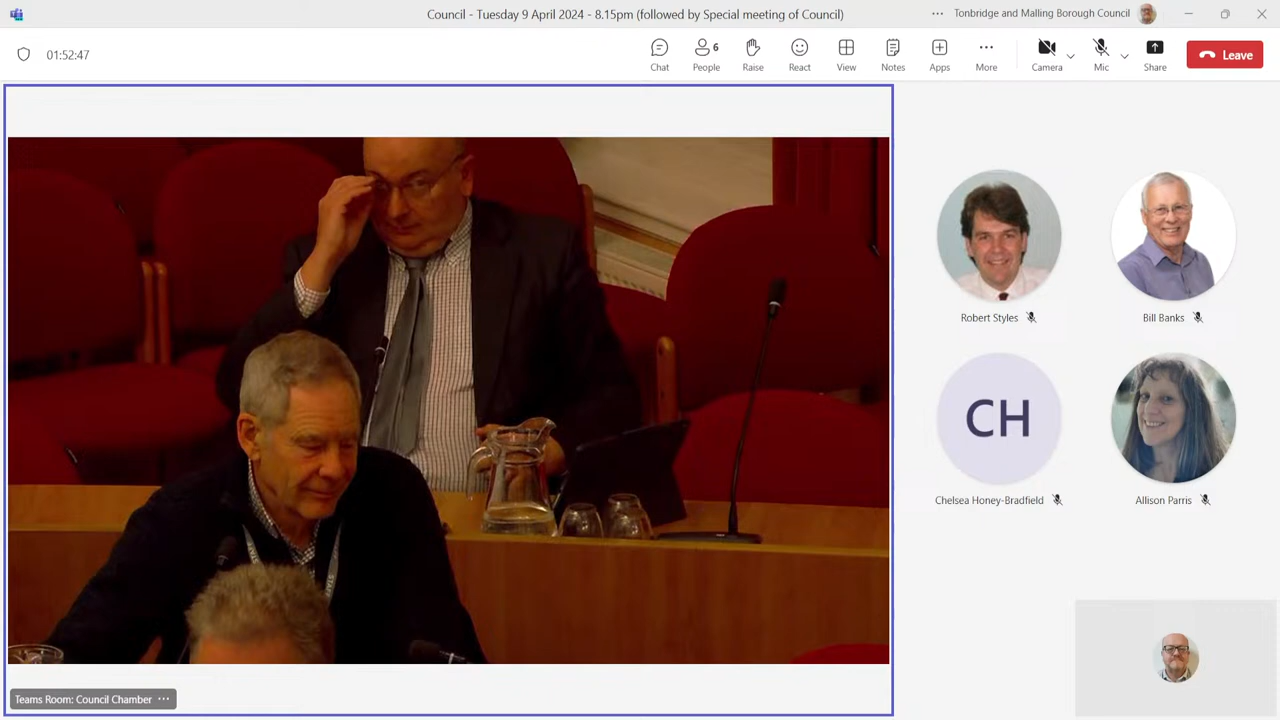 Council - Tuesday 9 April 2024 - 8.15pm (followed by Special meeting of Council)
Tonbridge and Malling Borough Council
01:52:47
Chat
People
6
Raise
React
View
Notes
Apps
More
Camera
Mic
Share
Leave
Robert Styles
Bill Banks
CH
Chelsea Honey-Bradfield
Allison Parris
Teams Room: Council Chamber